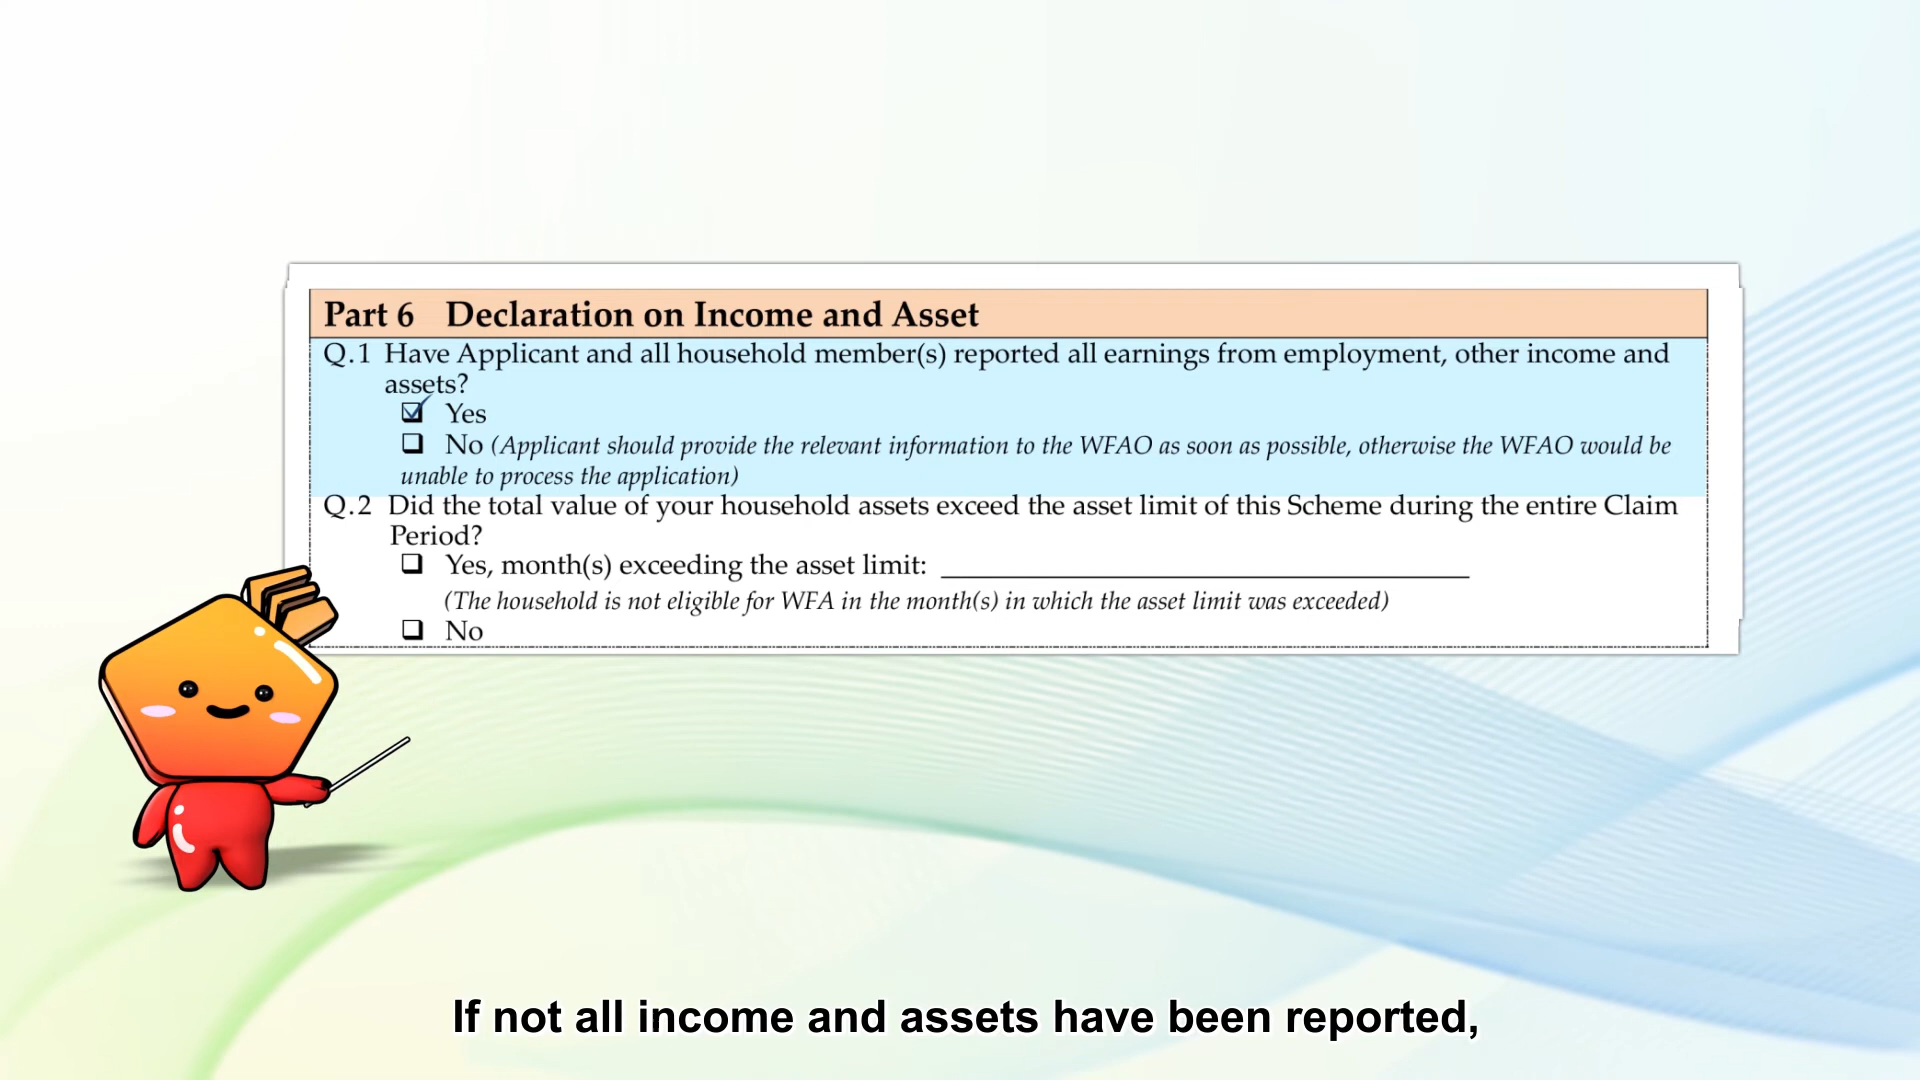 Part 6 Declaration on Income and Asset
Q.1 Have Applicant and all household member(s) reported all earnings from employment, other income and
assets?
☑ Yes
❑ No (Applicant should provide the relevant information to the WFAO as soon as possible, otherwise the WFAO would be
unable to process the application)
Q.2 Did the total value of your household assets exceed the asset limit of this Scheme during the entire Claim
Period?
❑ Yes, month(s) exceeding the asset limit: ____________________
(The household is not eligible for WFA in the month(s) in which the asset limit was exceeded)
❑ No
If not all income and assets have been reported,